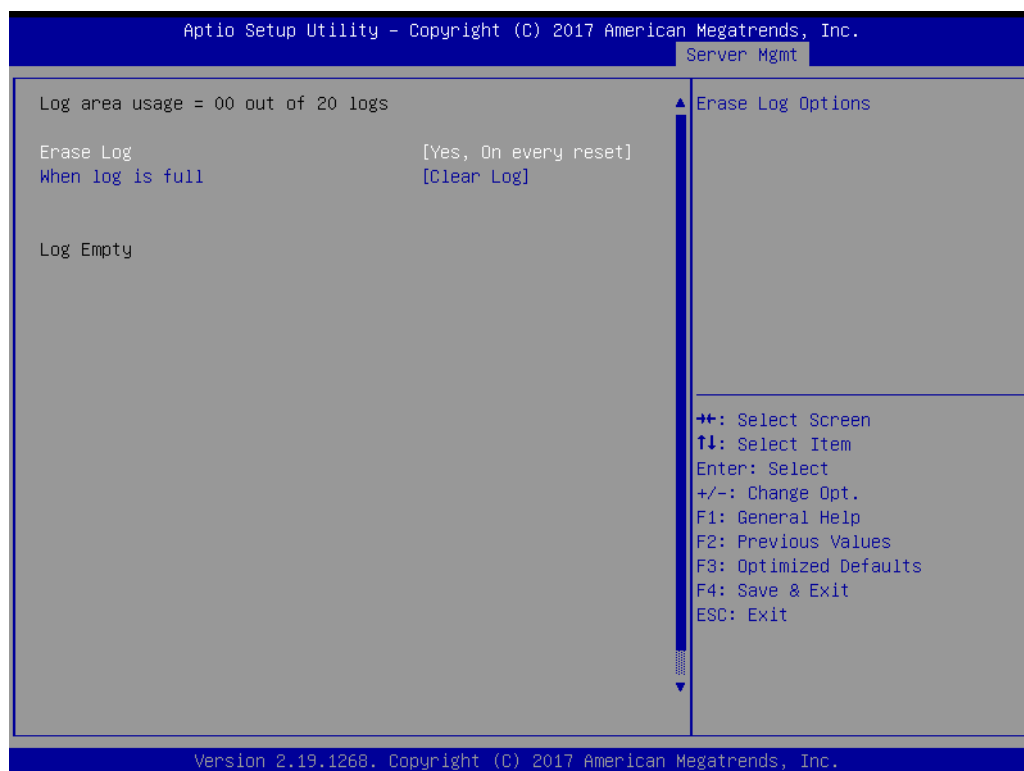 Aptio Setup Utility – Copyright (C) 2017 American Megatrends, Inc.
Server Mgmt
Log area usage = 00 out of 20 logs
Erase Log [Yes, On every reset]
When log is full [Clear Log]
Log Empty
Erase Log Options
→←: Select Screen
↑↓: Select Item
Enter: Select
+/-: Change Opt.
F1: General Help
F2: Previous Values
F3: Optimized Defaults
F4: Save & Exit
ESC: Exit
Version 2.19.1268. Copyright (C) 2017 American Megatrends, Inc.